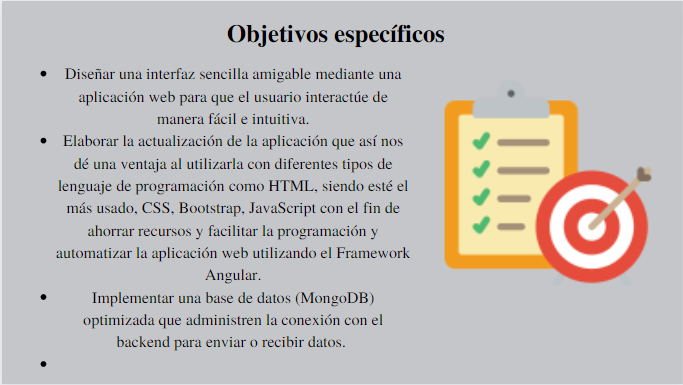 Objetivos específicos
• Diseñar una interfaz sencilla amigable mediante una
aplicación web para que el usuario interactúe de
manera fácil e intuitiva.
• Elaborar la actualización de la aplicación que así nos
dé una ventaja al utilizarla con diferentes tipos de
lenguaje de programación como HTML, siendo esté el
más usado, CSS, Bootstrap, JavaScript con el fin de
ahorrar recursos y facilitar la programación y
automatizar la aplicación web utilizando el Framework
Angular.
• Implementar una base de datos (MongoDB)
optimizada que administren la conexión con el
backend para enviar o recibir datos.
•